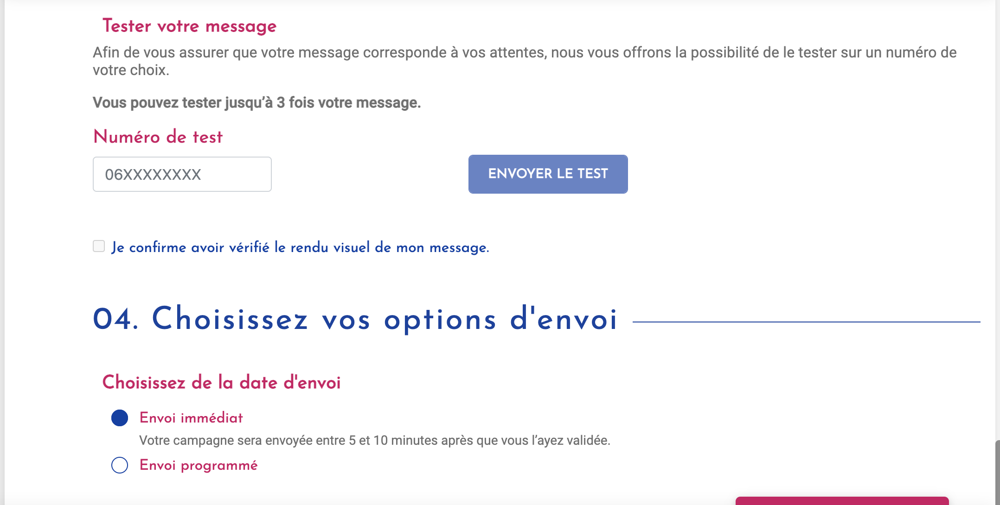 Tester votre message
Afin de vous assurer que votre message corresponde à vos attentes, nous vous offrons la possibilité de le tester sur un numéro de
votre choix.
Vous pouvez tester jusqu’à 3 fois votre message.
Numéro de test
06XXXXXXXX
ENVOYER LE TEST
Je confirme avoir vérifié le rendu visuel de mon message.
04. Choisissez vos options d'envoi
Choisissez de la date d'envoi
Envoi immédiat
Votre campagne sera envoyée entre 5 et 10 minutes après que vous l’ayez validée.
Envoi programmé